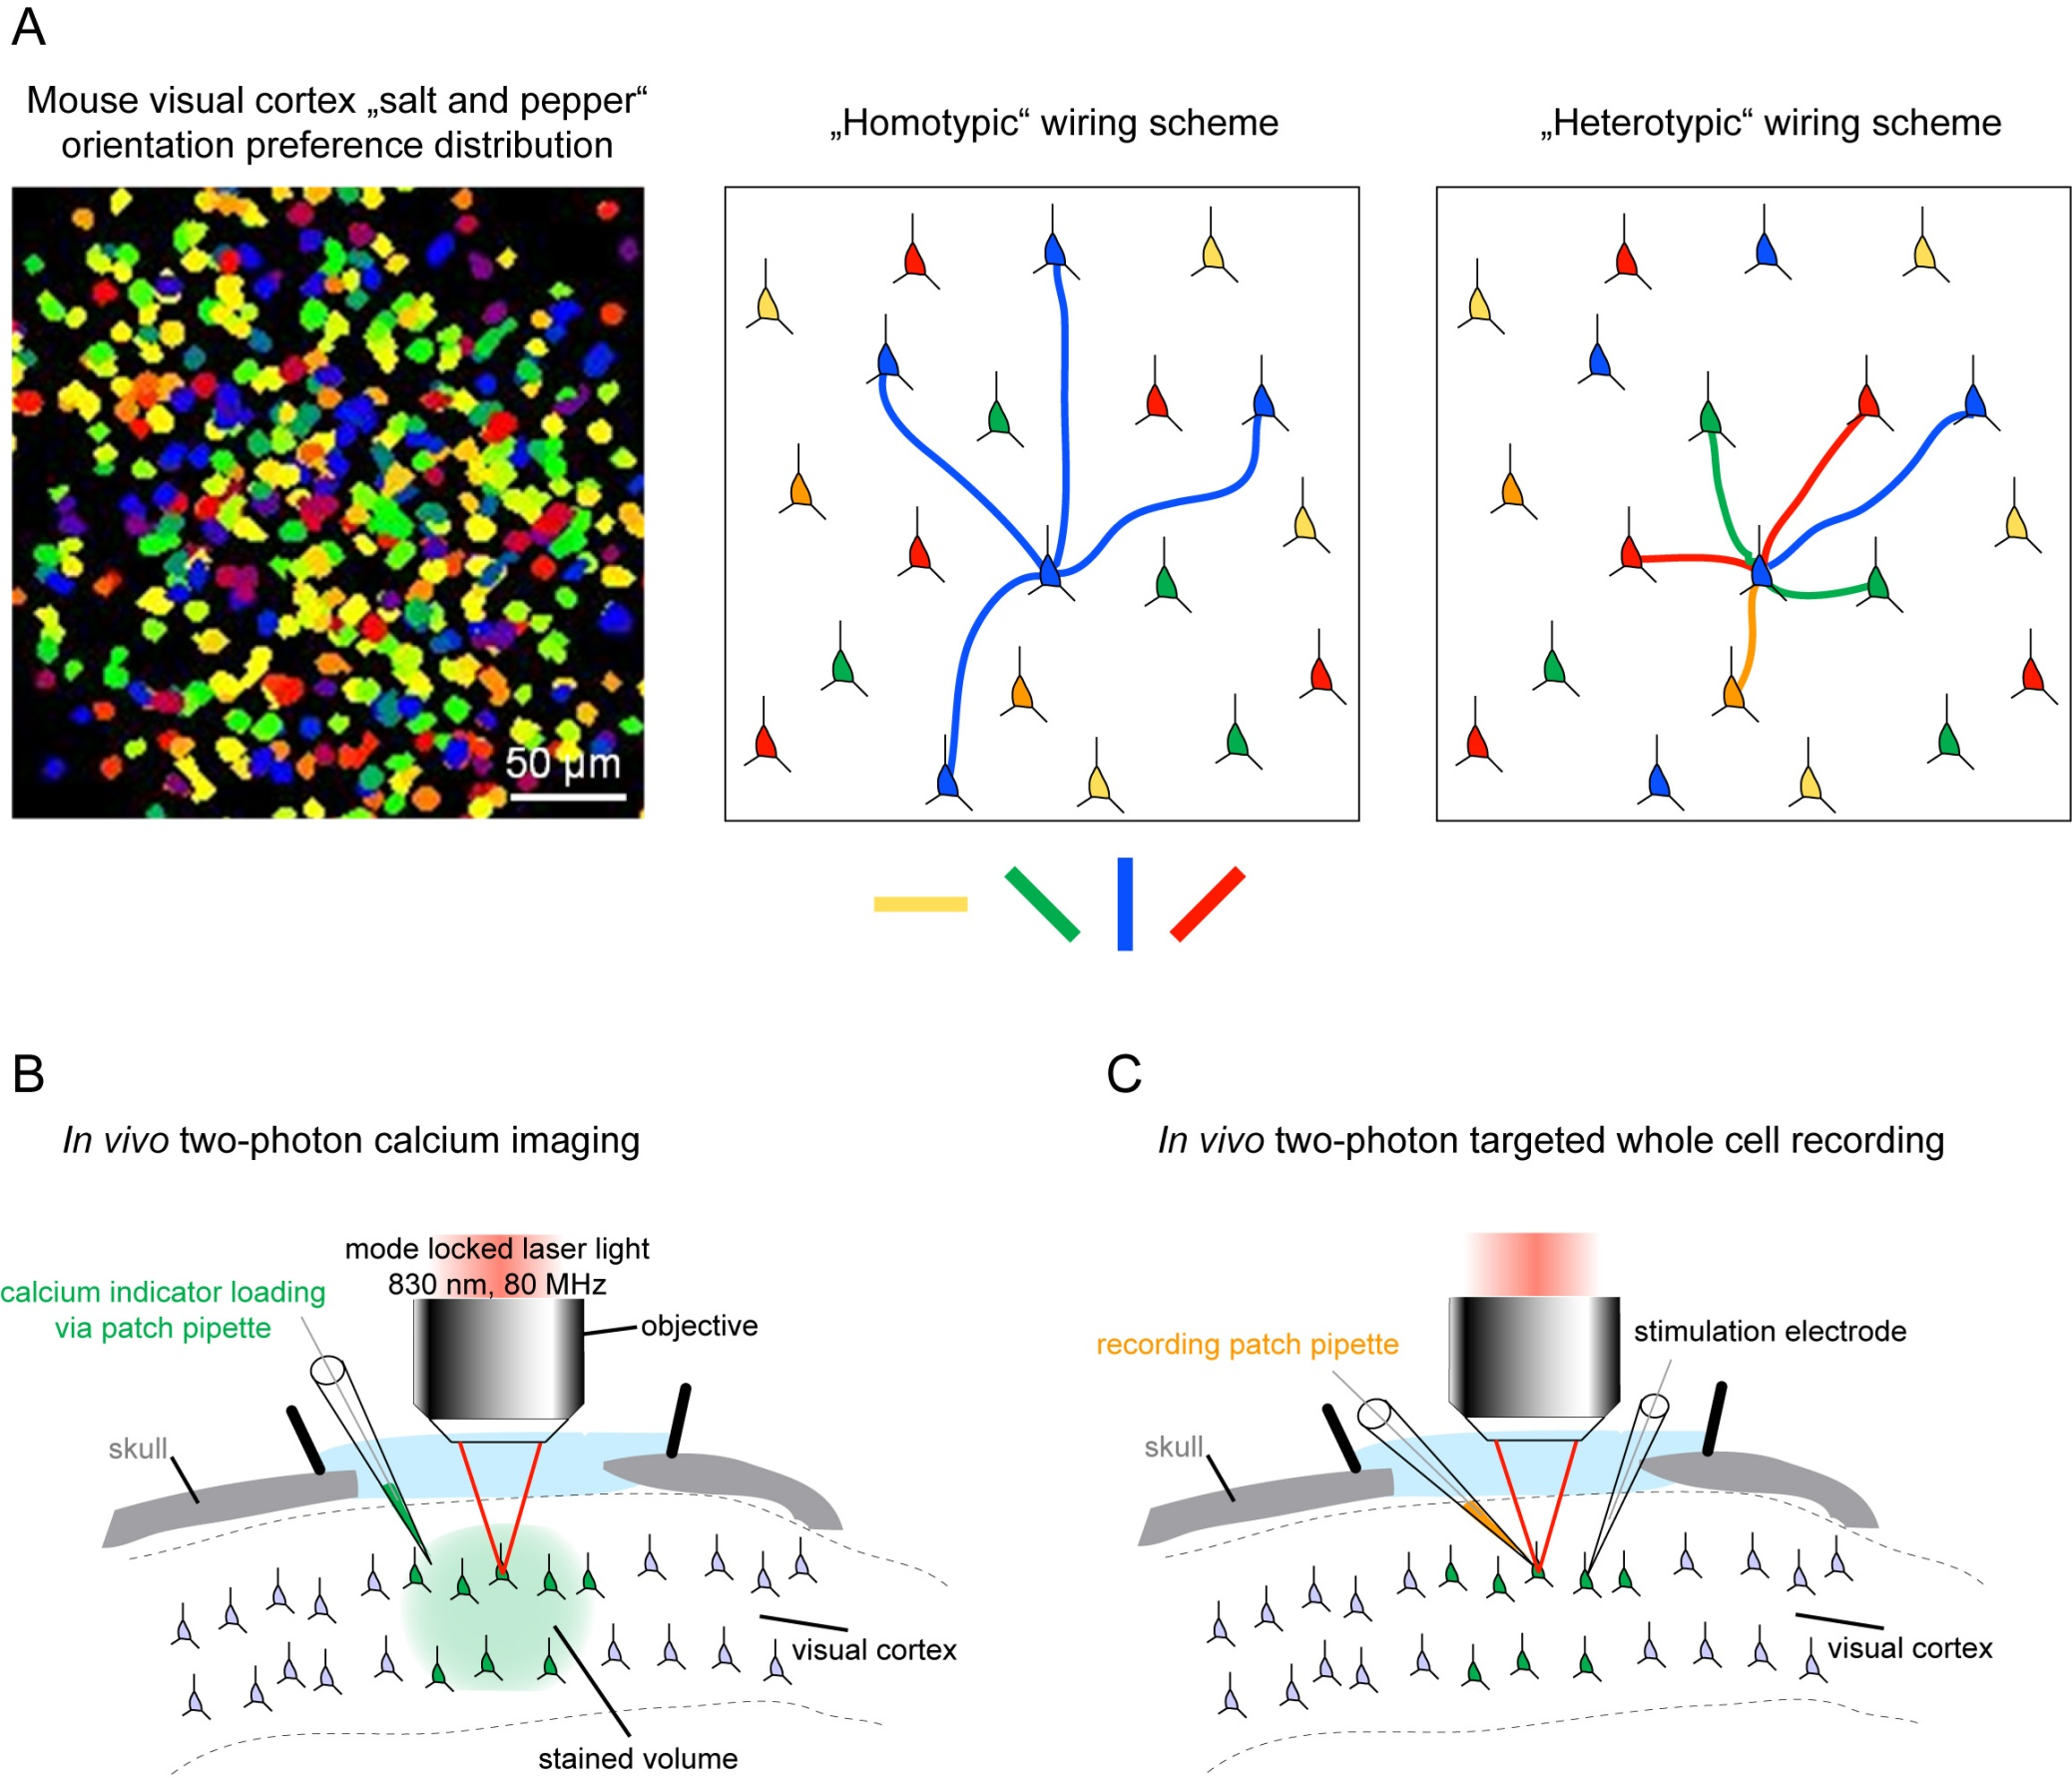 A
Mouse visual cortex „salt and pepper“
orientation preference distribution
„Homotypic“ wiring scheme
„Heterotypic“ wiring scheme
50 µm
B
In vivo two-photon calcium imaging
mode locked laser light
830 nm, 80 MHz
calcium indicator loading
via patch pipette
objective
skull
visual cortex
stained volume
C
In vivo two-photon targeted whole cell recording
recording patch pipette
stimulation electrode
skull
visual cortex